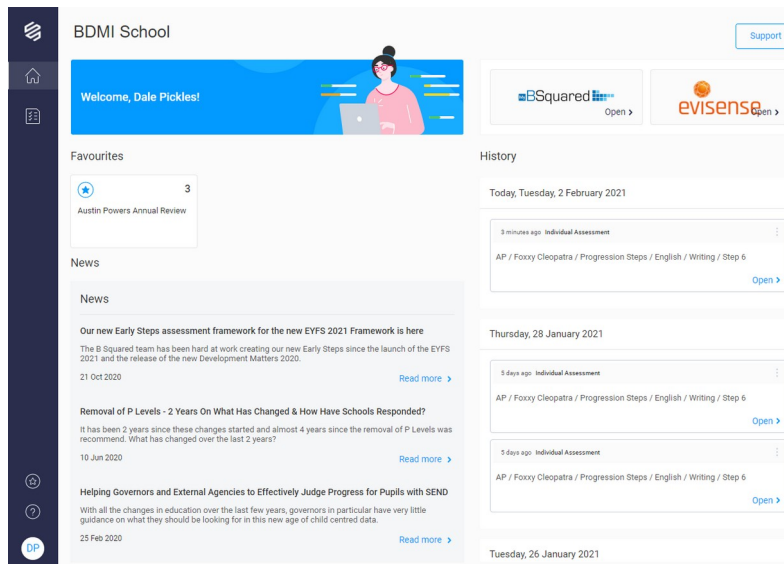 BDMI School
Support
Welcome, Dale Pickles!
BSquared
Open
evisense
Open
Favourites
3
Austin Powers Annual Review
News
News
Our new Early Steps assessment framework for the new EYFS 2021 Framework is here
The B Squared team has been hard at work creating our new Early Steps since the launch of the EYFS
2021 and the release of the new Development Matters 2020.
21 Oct 2020
Read more
Removal of P Levels - 2 Years On What Has Changed & How Have Schools Responded?
It has been 2 years since these changes started and almost 4 years since the removal of P Levels was
recommend. What has changed over the last 2 years?
10 Jun 2020
Read more
Helping Governors and External Agencies to Effectively Judge Progress for Pupils with SEND
With all the changes in education over the last few years, governors in particular have very little
guidance on what they should be looking for in this new age of child centred data.
25 Feb 2020
Read more
History
Today, Tuesday, 2 February 2021
3 minutes ago Individual Assessment
AP / Foxxy Cleopatra / Progression Steps / English / Writing / Step 6
Open
Thursday, 28 January 2021
5 days ago Individual Assessment
AP / Foxxy Cleopatra / Progression Steps / English / Writing / Step 6
Open
5 days ago Individual Assessment
AP / Foxxy Cleopatra / Progression Steps / English / Writing / Step 6
Open
Tuesday, 26 January 2021
DP